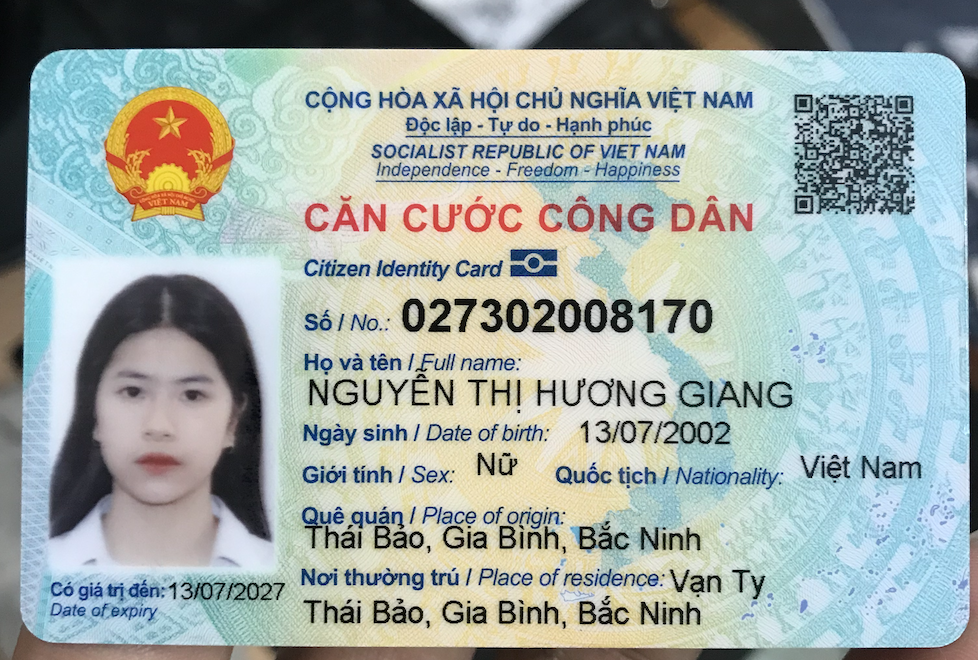 CỘNG HÒA XÃ HỘI CHỦ NGHĨA VIỆT NAM
Độc lập - Tự do - Hạnh phúc
SOCIALIST REPUBLIC OF VIET NAM
Independence - Freedom - Happiness
VIỆT NAM
CĂN CƯỚC CÔNG DÂN
Citizen Identity Card
Số / No.: 027302008170
Họ và tên / Full name:
NGUYỄN THỊ HƯƠNG GIANG
Ngày sinh / Date of birth: 13/07/2002
Giới tính / Sex: Nữ Quốc tịch / Nationality: Việt Nam
Quê quán / Place of origin:
Thái Bảo, Gia Bình, Bắc Ninh
Nơi thường trú / Place of residence: Vạn Ty
Thái Bảo, Gia Bình, Bắc Ninh
Có giá trị đến: 13/07/2027
Date of expiry